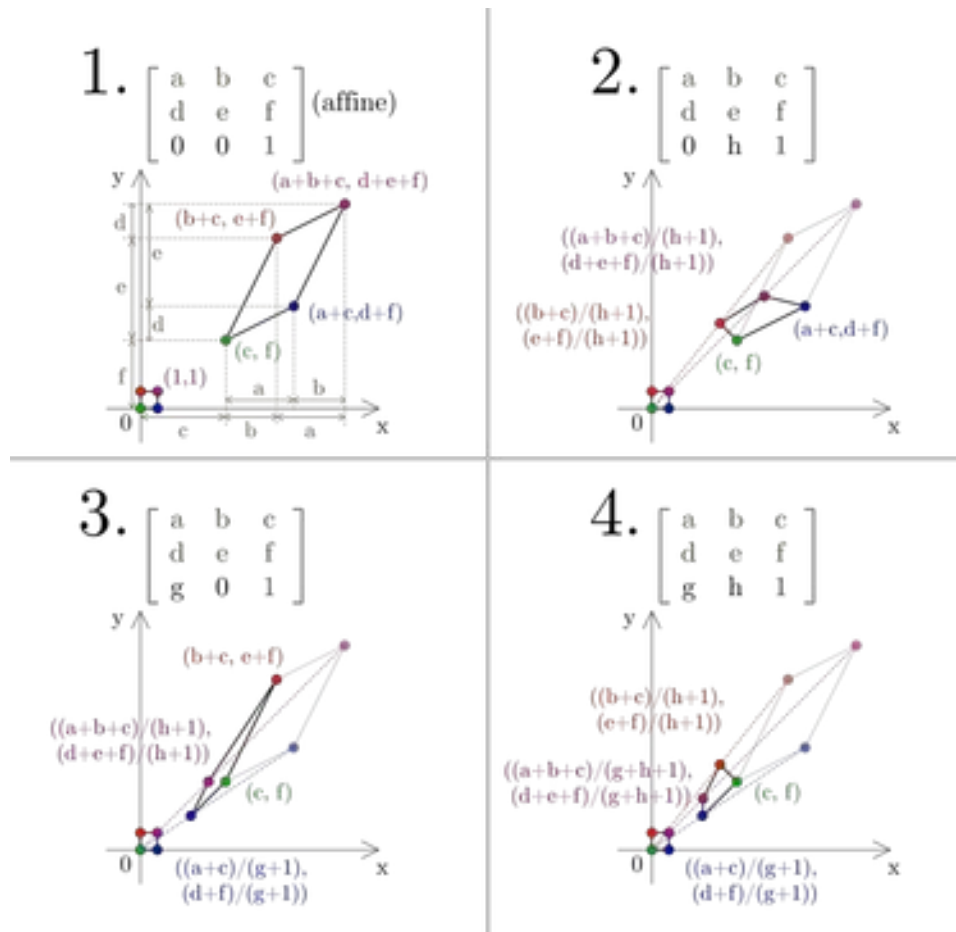 1.
a b c
d e f
0 0 1
(affine)
y
(a+b+c, d+e+f)
(b+c, e+f)
d
e
e
d
(a+c,d+f)
(c, f)
f
(1,1)
a
b
0
c
b
a
x
2.
a b c
d e f
0 h 1
y
((a+b+c)/(h+1),
(d+e+f)/(h+1))
((b+c)/(h+1),
(e+f)/(h+1))
(a+c,d+f)
(c, f)
0
x
3.
a b c
d e f
g 0 1
y
(b+c, e+f)
((a+b+c)/(h+1),
(d+e+f)/(h+1))
(c, f)
0
x
((a+c)/(g+1),
(d+f)/(g+1))
4.
a b c
d e f
g h 1
y
((b+c)/(h+1),
(e+f)/(h+1))
((a+b+c)/(g+h+1),
(d+e+f)/(g+h+1))
(c, f)
0
x
((a+c)/(g+1),
(d+f)/(g+1))